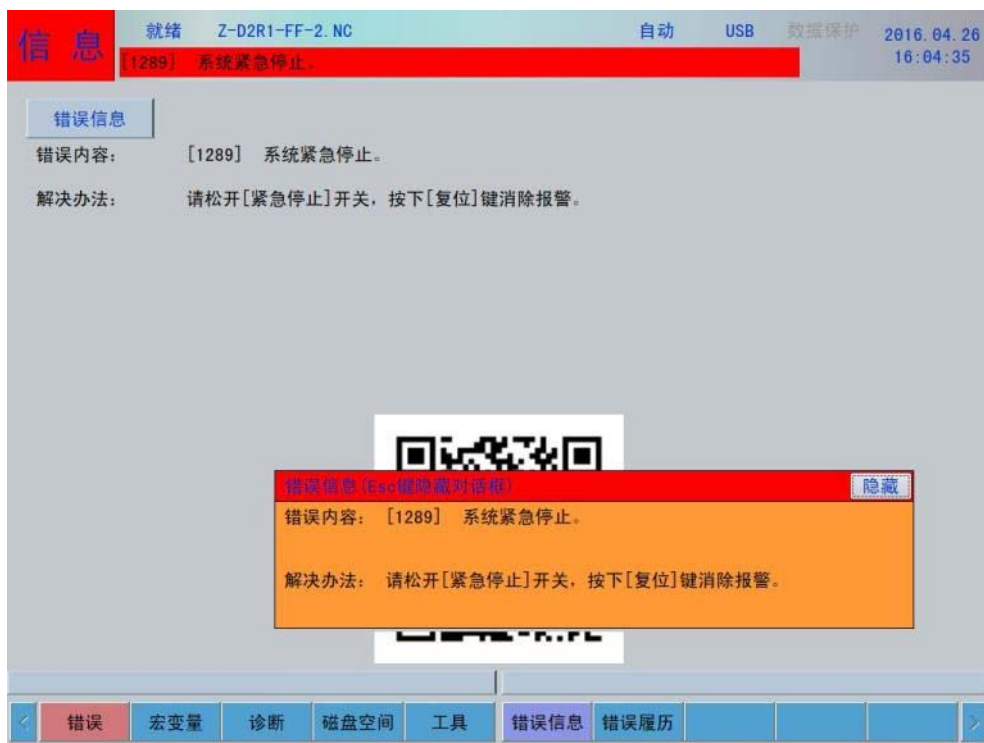 信 息
就绪 Z-D2R1-FF-2.NC 自动 USB 数据保护 2016.04.26
[1289] 系统紧急停止。 16:04:35
错误信息
错误内容： [1289] 系统紧急停止。
解决办法： 请松开[紧急停止]开关，按下[复位]键消除报警。
错误信息(Esc键隐藏对话框) 隐藏
错误内容： [1289] 系统紧急停止。
解决办法： 请松开[紧急停止]开关，按下[复位]键消除报警。
< 错误 宏变量 诊断 磁盘空间 工具 错误信息 错误履历 >